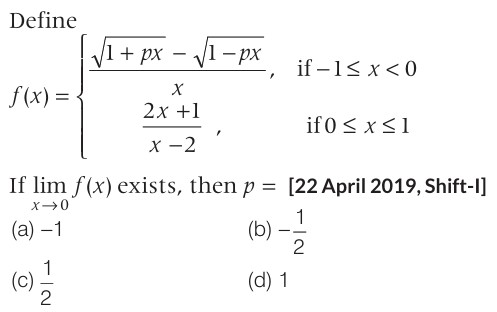 Define
f(x) = { (√(1 + px) − √(1 − px)) / x , if −1 ≤ x < 0
(2x + 1) / (x − 2) , if 0 ≤ x ≤ 1
If lim x→0 f(x) exists, then p = [22 April 2019, Shift-I]
(a) −1 (b) −1/2
(c) 1/2 (d) 1